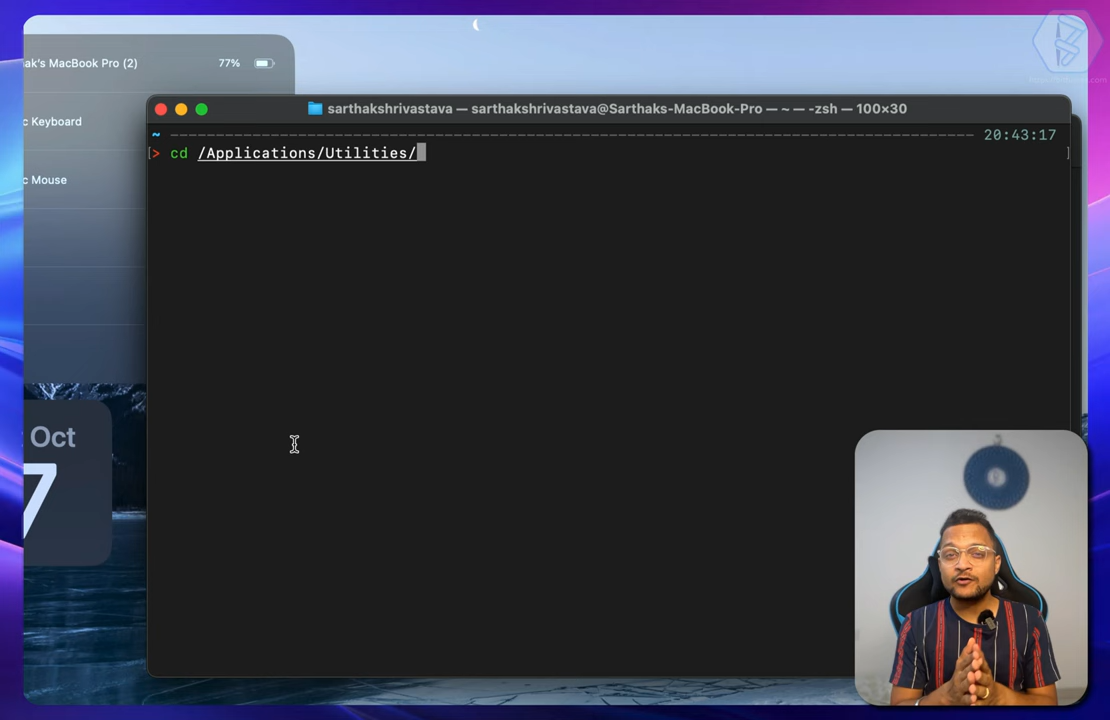 ak's MacBook Pro (2)
77%
c Keyboard
c Mouse
Oct
7
sarthakshrivastava — sarthakshrivastava@Sarthaks-MacBook-Pro — ~ — -zsh — 100×30
~ 20:43:17
[> cd /Applications/Utilities/ ]